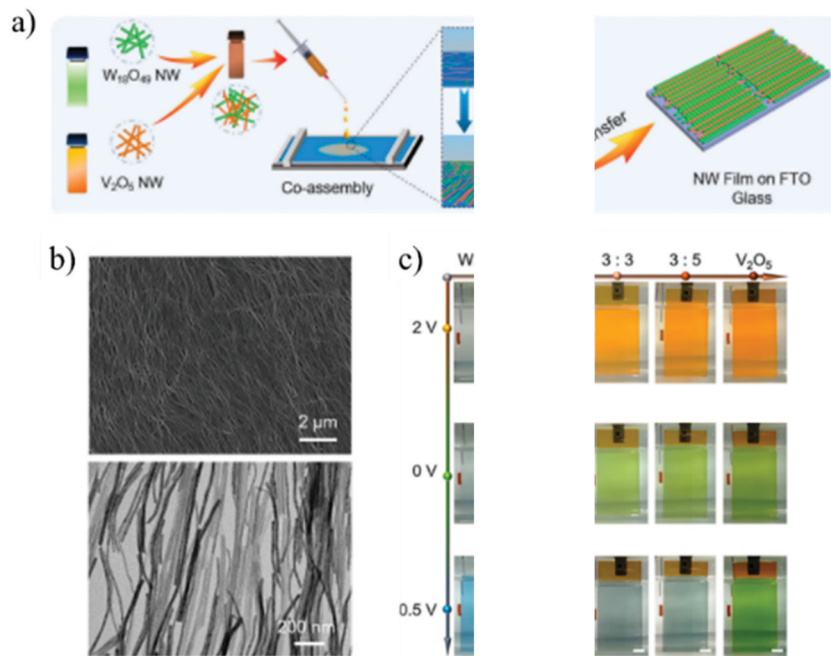 a)
W₁₈O₄₉ NW
V₂O₅ NW
Co-assembly
NW Film on FTO
Glass
b)
2 µm
200 nm
c)
3 : 3
3 : 5
V₂O₅
2 V
0 V
0.5 V